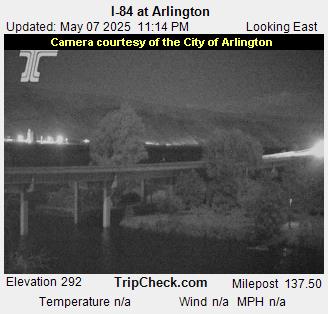 I-84 at Arlington
Updated: May 07 2025 11:14 PM Looking East
Camera courtesy of the City of Arlington
Elevation 292 TripCheck.com Milepost 137.50
Temperature n/a Wind n/a MPH n/a